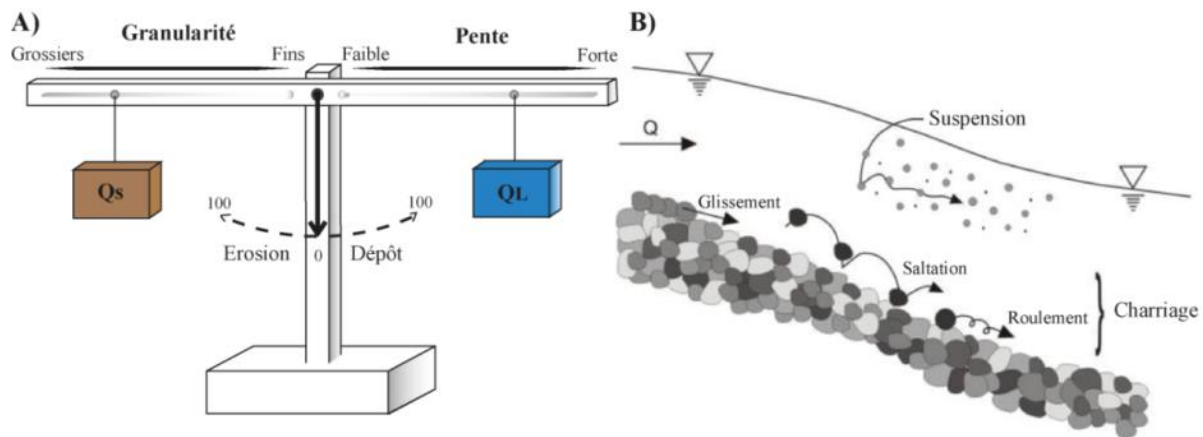 A)
Granularité
Pente
Grossiers
Fins
Faible
Forte
Qs
QL
100
100
Erosion
0
Dépôt
B)
Q
Suspension
Glissement
Saltation
Roulement
Charriage